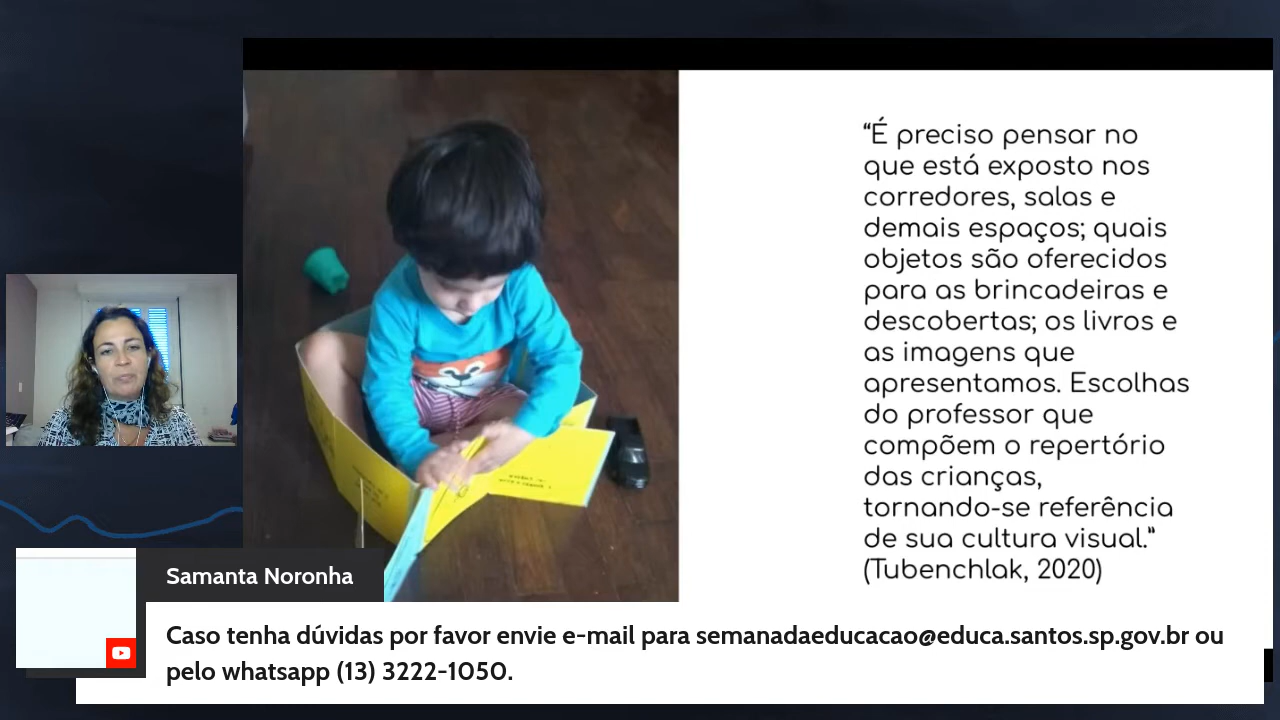 “É preciso pensar no
que está exposto nos
corredores, salas e
demais espaços; quais
objetos são oferecidos
para as brincadeiras e
descobertas; os livros e
as imagens que
apresentamos. Escolhas
do professor que
compõem o repertório
das crianças,
tornando-se referência
de sua cultura visual.”
(Tubenchlak, 2020)
Samanta Noronha
Caso tenha dúvidas por favor envie e-mail para semanadaeducacao@educa.santos.sp.gov.br ou
pelo whatsapp (13) 3222-1050.